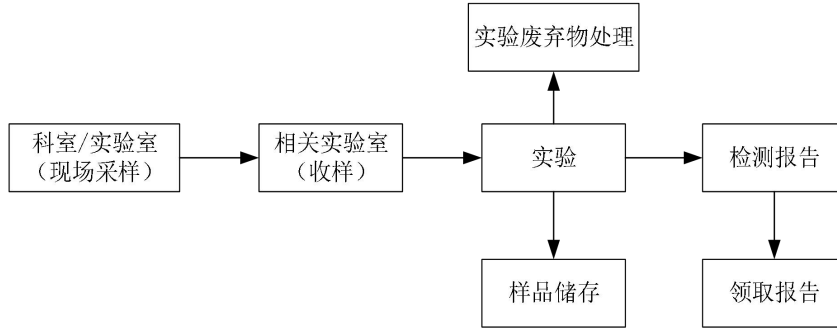 实验废弃物处理
科室/实验室
（现场采样）
相关实验室
（收样）
实验
检测报告
样品储存
领取报告